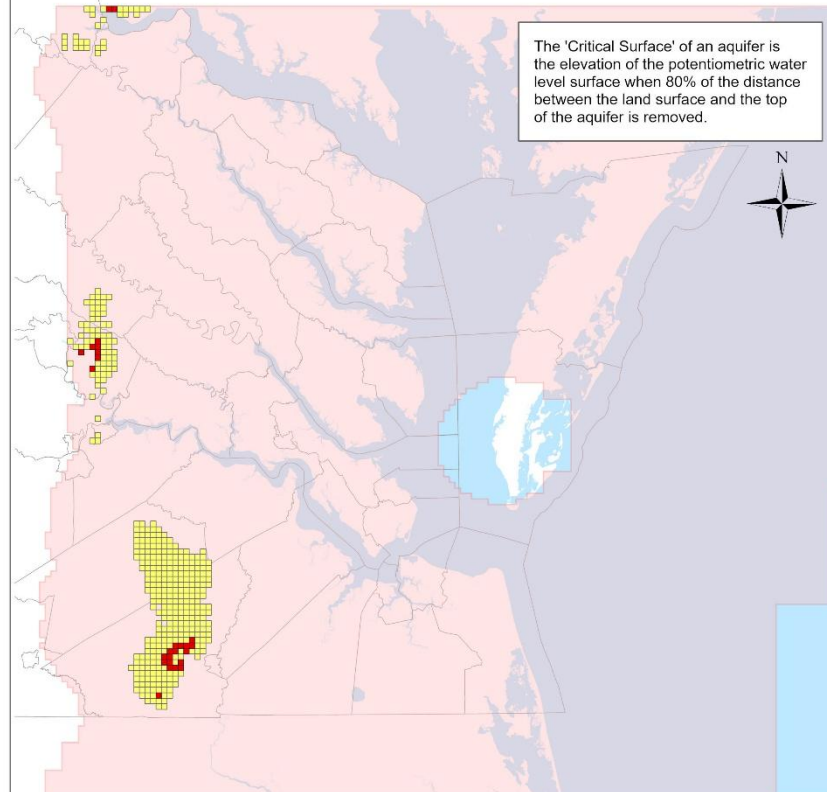 The 'Critical Surface' of an aquifer is
the elevation of the potentiometric water
level surface when 80% of the distance
between the land surface and the top
of the aquifer is removed.
N